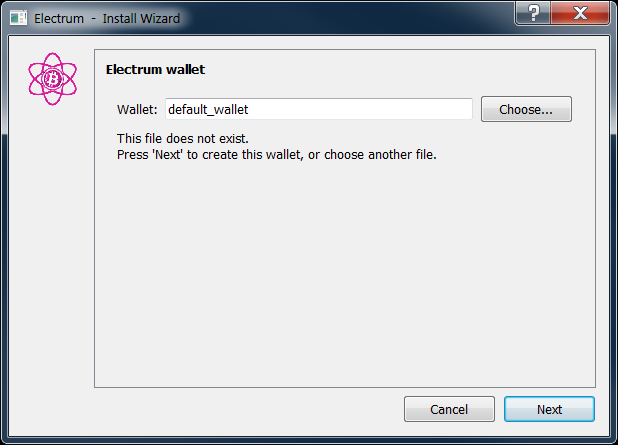 Electrum - Install Wizard
?
Electrum wallet
Wallet: default_wallet Choose...
This file does not exist.
Press 'Next' to create this wallet, or choose another file.
Cancel Next